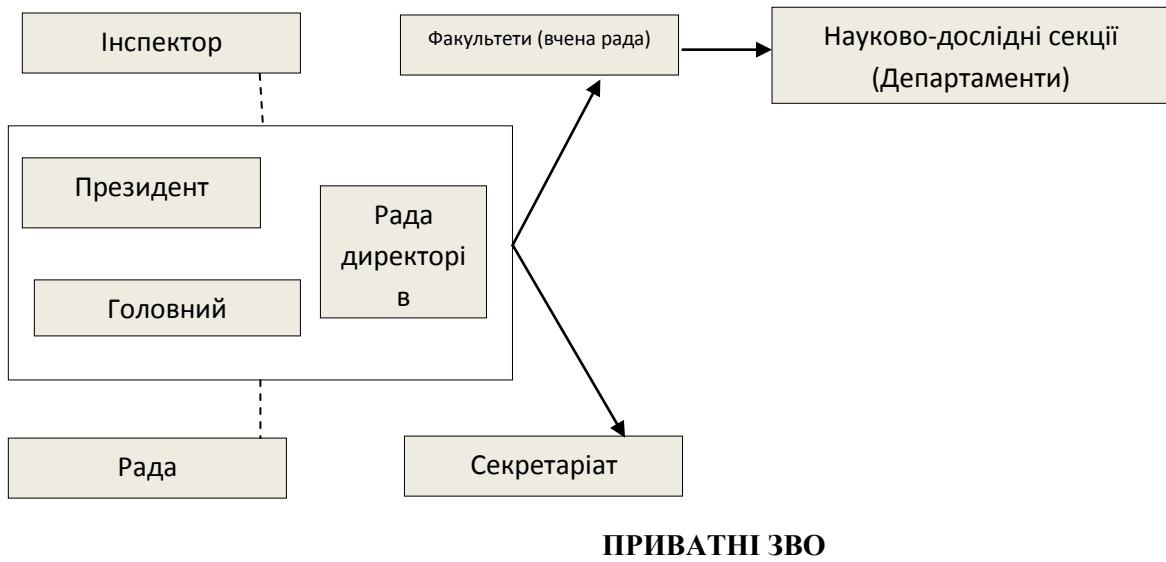 Інспектор
Факультети (вчена рада)
Науково-дослідні секції
(Департаменти)
Президент
Рада
директорі
в
Головний
Рада
Секретаріат
ПРИВАТНІ ЗВО